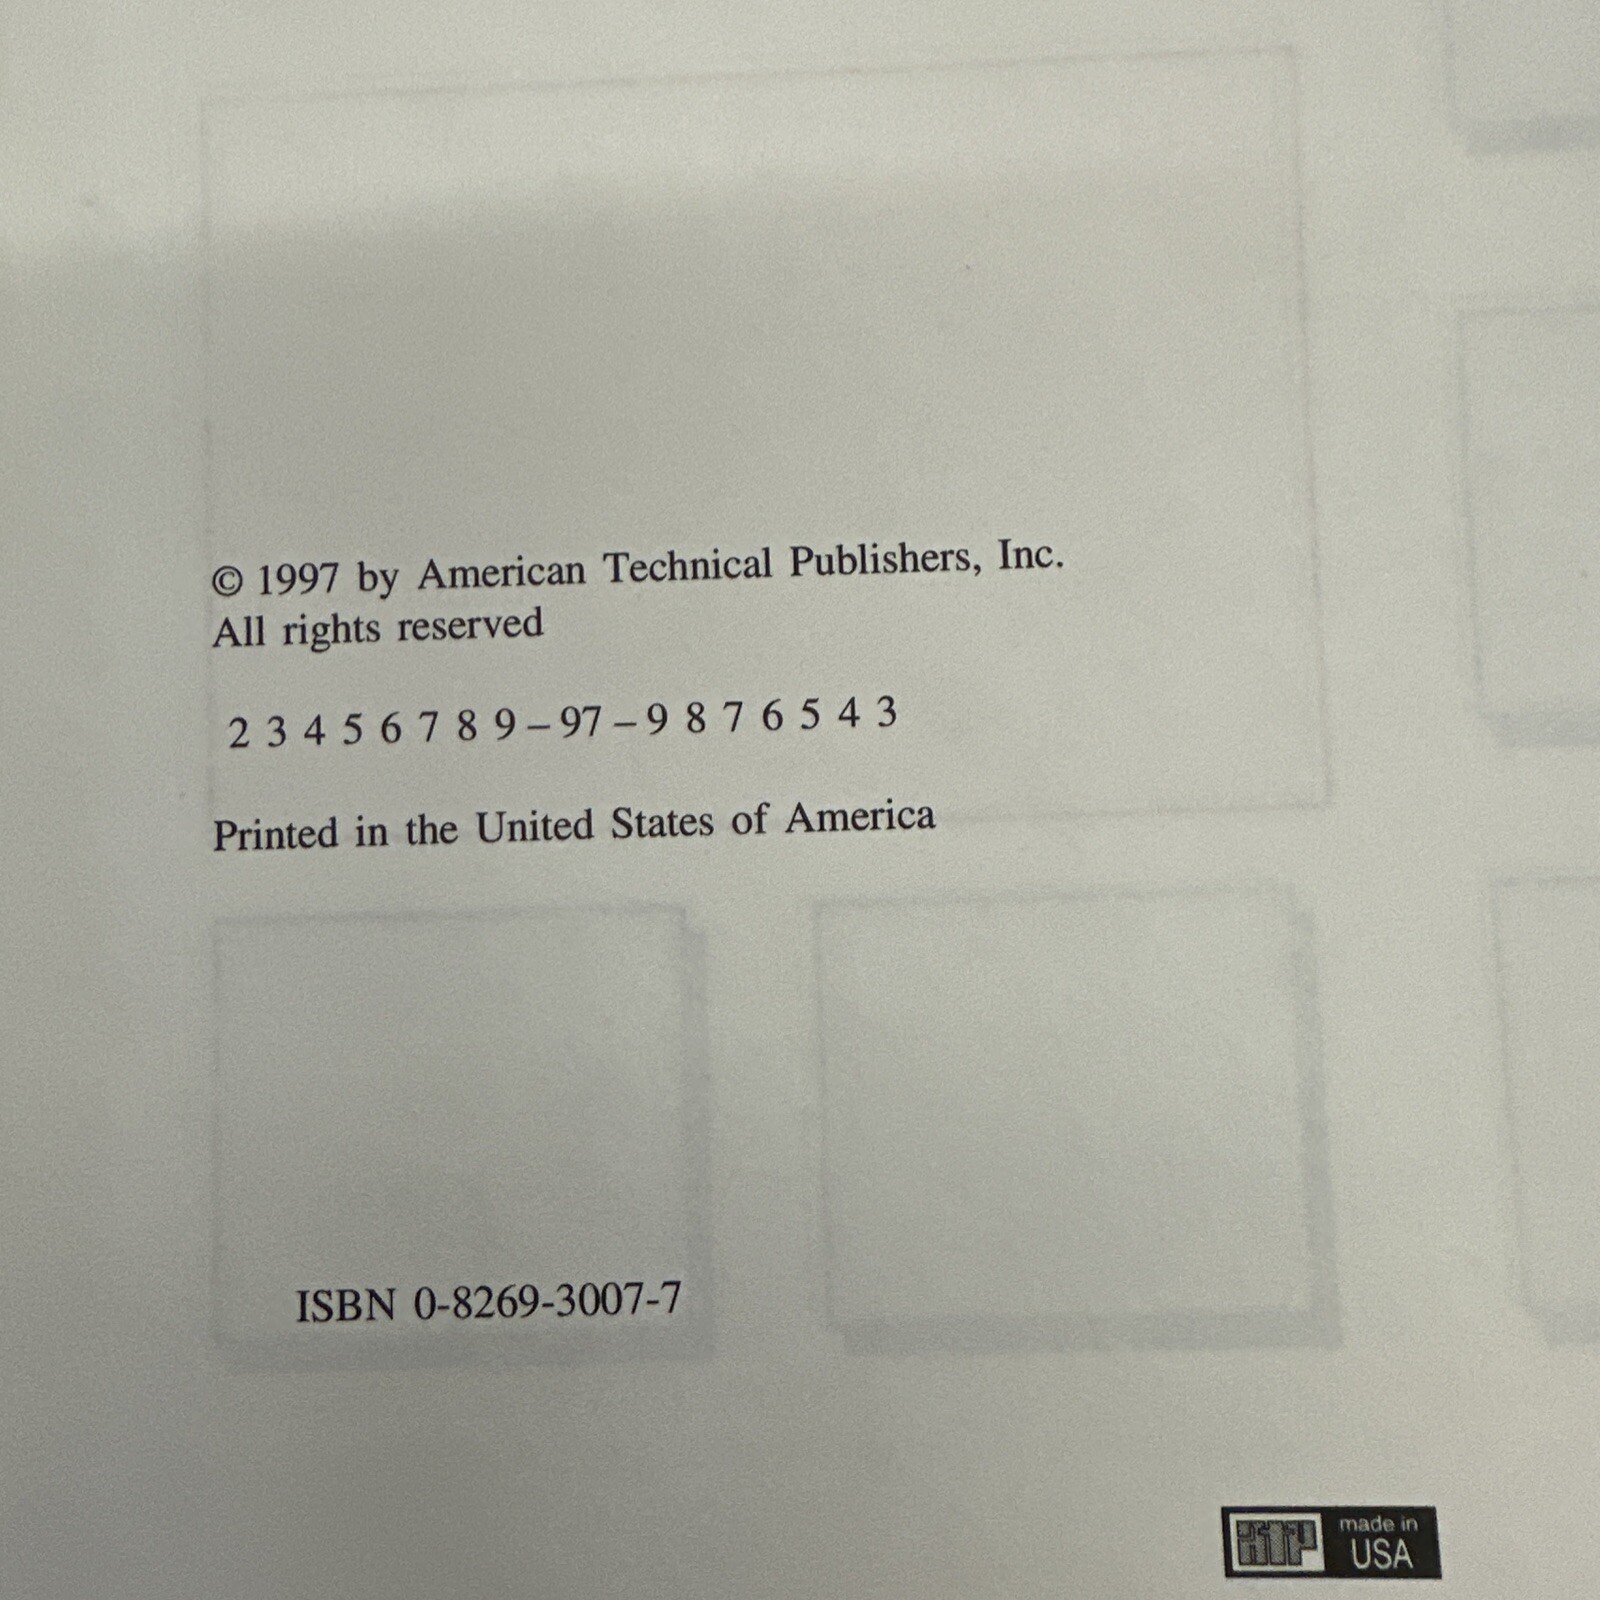 © 1997 by American Technical Publishers, Inc.
All rights reserved
2 3 4 5 6 7 8 9 – 97 – 9 8 7 6 5 4 3
Printed in the United States of America
ISBN 0-8269-3007-7
ATP
made in
USA